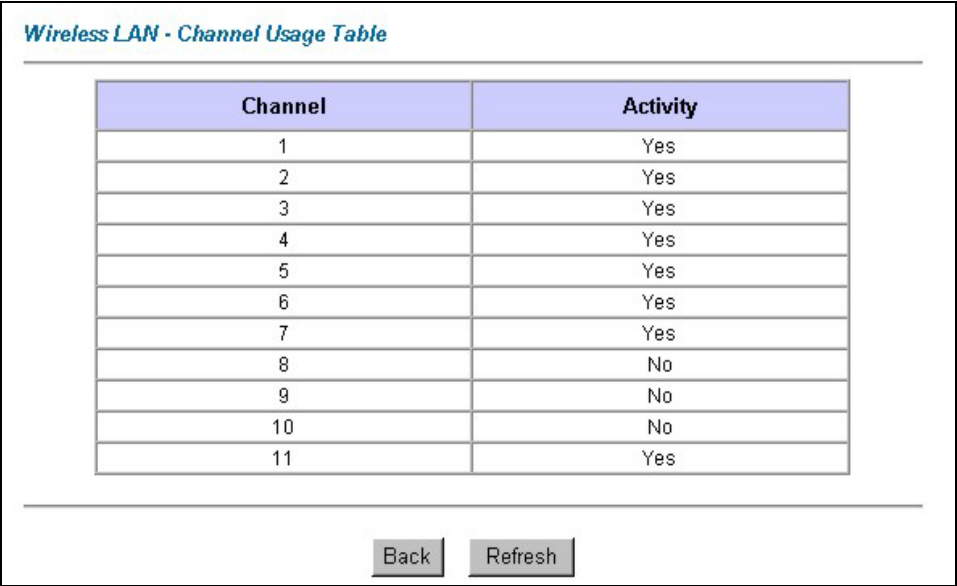 Wireless LAN - Channel Usage Table
Channel Activity
1 Yes
2 Yes
3 Yes
4 Yes
5 Yes
6 Yes
7 Yes
8 No
9 No
10 No
11 Yes
Back Refresh